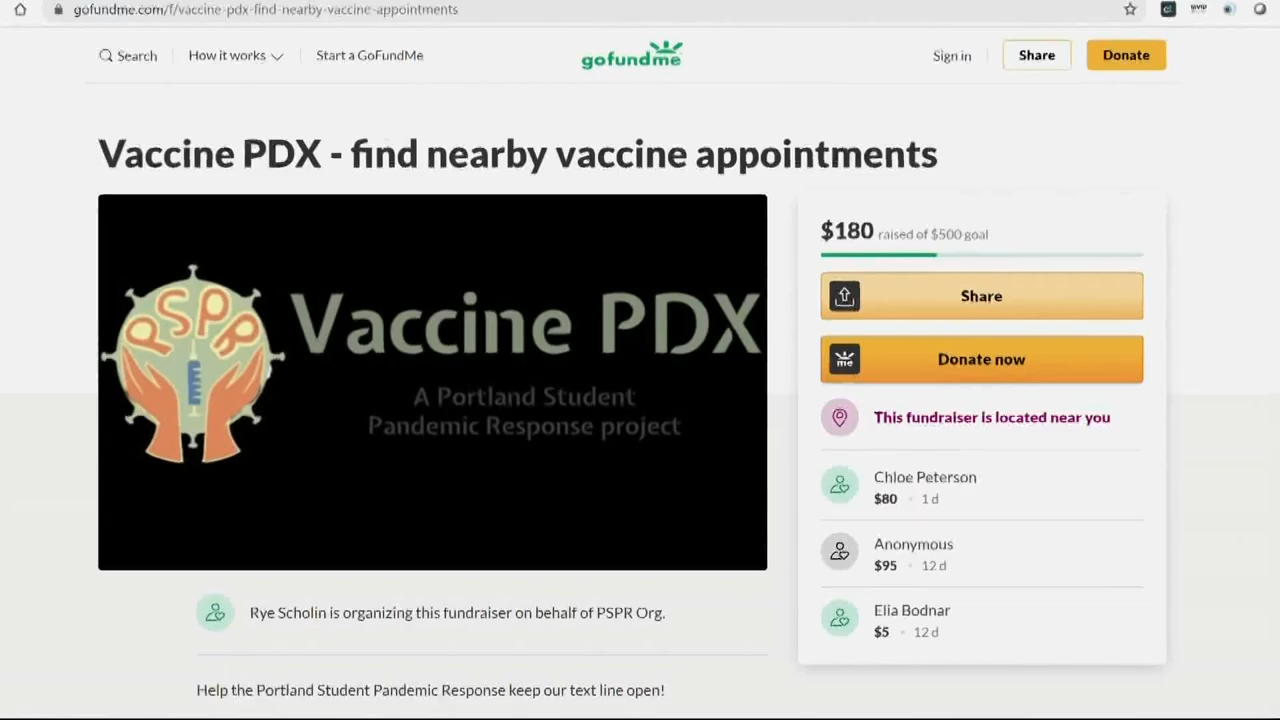 gofundme.com/f/vaccine-pdx-find-nearby-vaccine-appointments
Search
How it works
Start a GoFundMe
gofundme
Sign in
Share
Donate
Vaccine PDX - find nearby vaccine appointments
PSPR
Vaccine PDX
A Portland Student
Pandemic Response project
$180 raised of $500 goal
Share
me
Donate now
This fundraiser is located near you
Chloe Peterson
$80 • 1 d
Anonymous
$95 • 12 d
Elia Bodnar
$5 • 12 d
Rye Scholin is organizing this fundraiser on behalf of PSPR Org.
Help the Portland Student Pandemic Response keep our text line open!